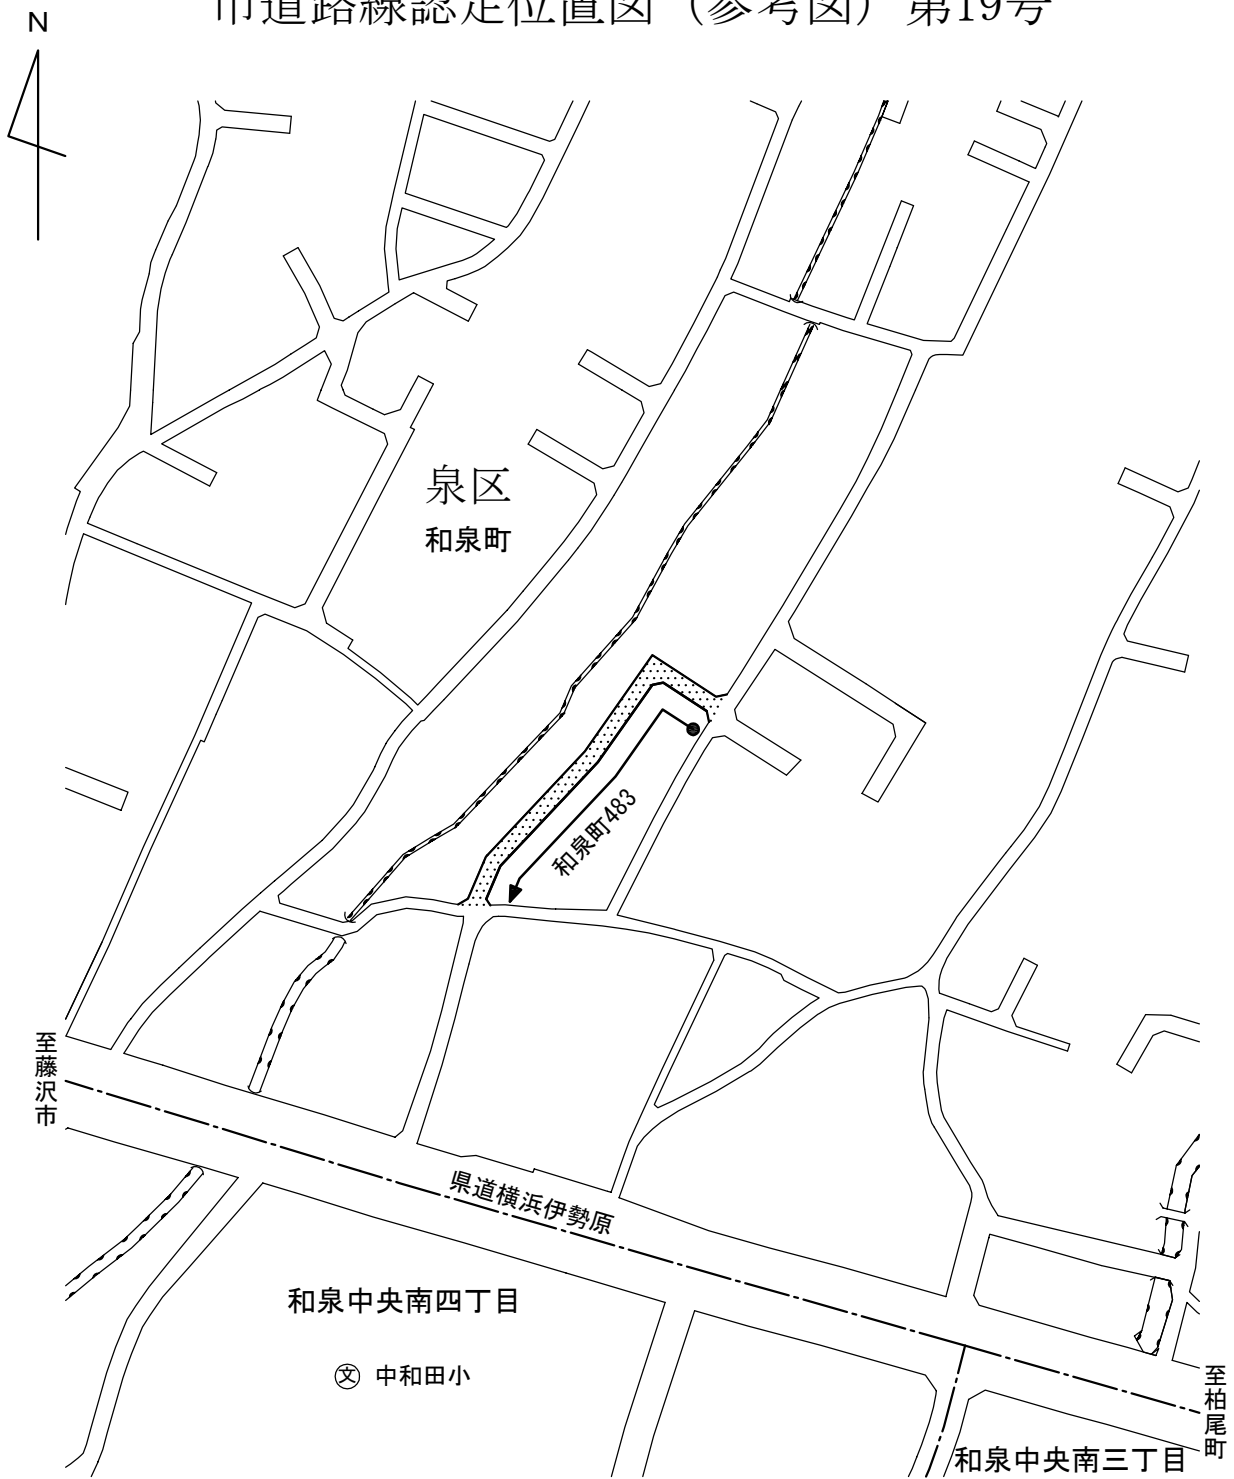 市道路線認定位置図（参考図）第19号
N
泉区
和泉町
和泉町483
至藤沢市
県道横浜伊勢原
和泉中央南四丁目
文 中和田小
至柏尾町
和泉中央南三丁目